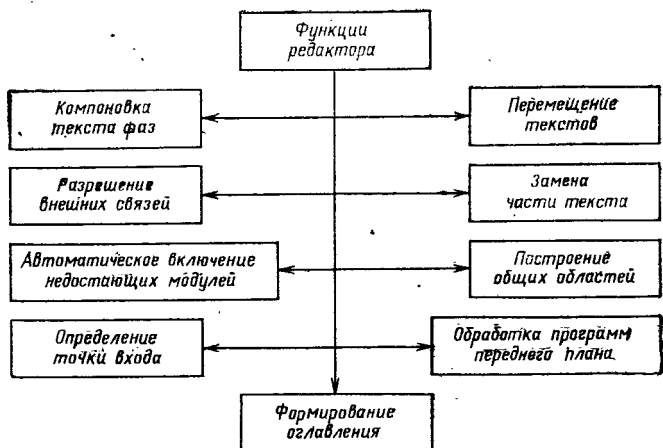 Функции
редактора
Компоновка
текста фаз
Перемещение
текстов
Разрешение
внешних связей
Замена
части текста
Автоматическое включение
недостающих модулей
Построение
общих областей
Определение
точки входа
Обработка программ
переднего плана
Формирование
оглавления